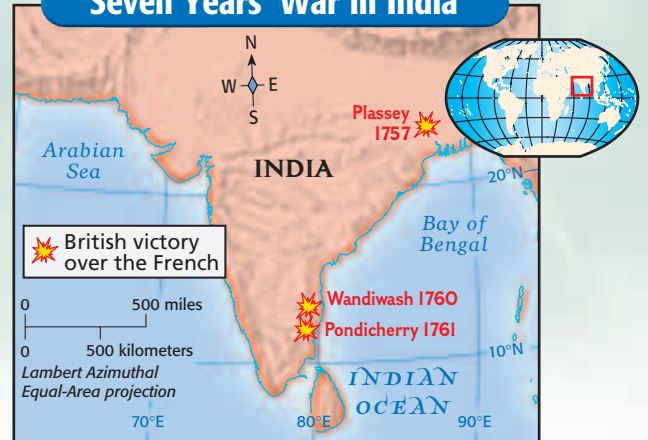 Seven Years' War in India
N
W
E
S
Plassey
1757
Arabian
Sea
INDIA
20°N
Bay of
Bengal
British victory
over the French
Wandiwash 1760
Pondicherry 1761
0
500 miles
0
500 kilometers
Lambert Azimuthal
Equal-Area projection
10°N
INDIAN
OCEAN
70°E
80°E
90°E